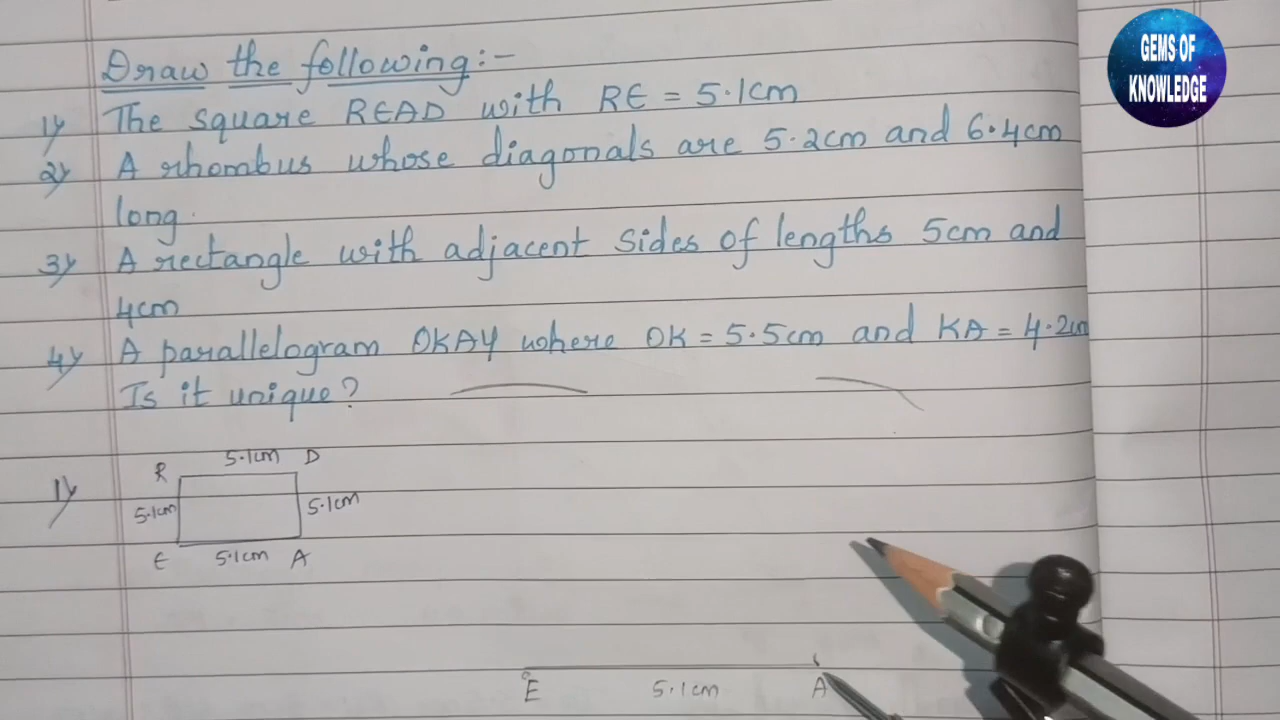 GEMS OF
KNOWLEDGE
Draw the following:-
1) The square READ with RE = 5.1cm
2) A rhombus whose diagonals are 5.2cm and 6.4cm
long.
3) A rectangle with adjacent sides of lengths 5cm and
4cm
4) A parallelogram OKAY where OK = 5.5cm and KA = 4.2cm
Is it unique?
1)
R 5.1cm D
5.1cm 5.1cm
E 5.1cm A
E 5.1cm A